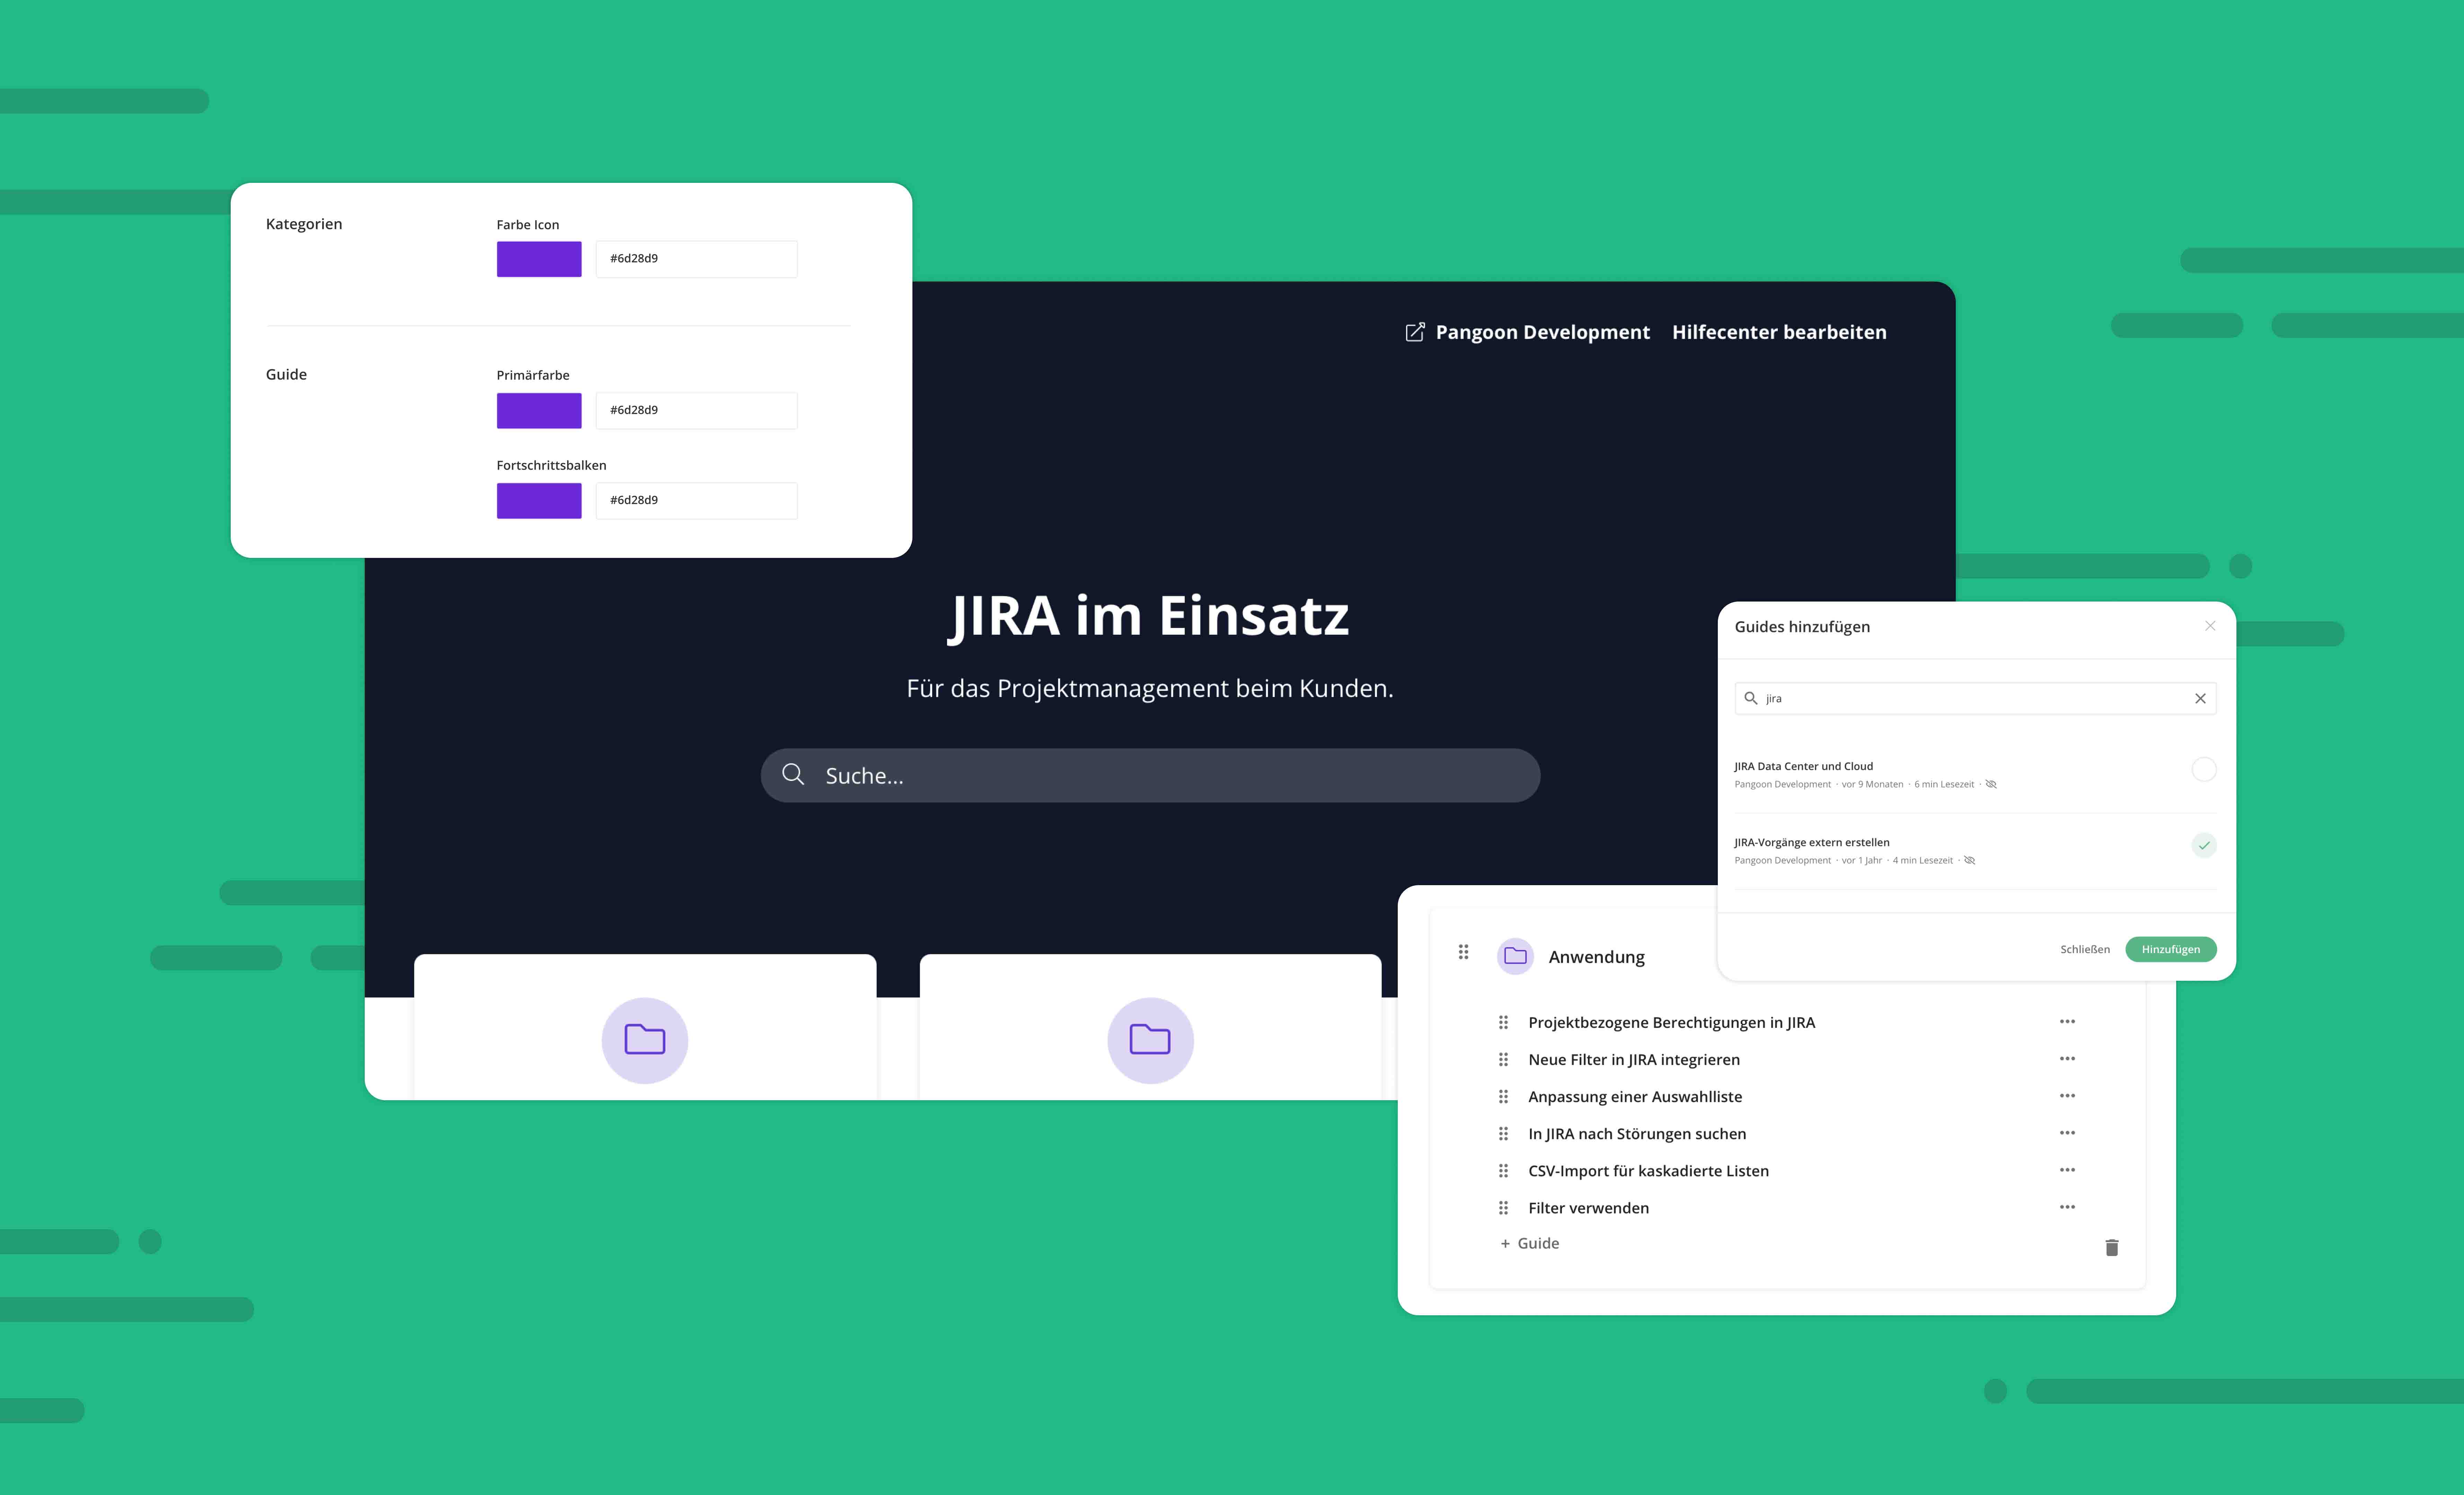 Kategorien
Farbe Icon
#6d28d9
Guide
Primärfarbe
#6d28d9
Fortschrittsbalken
#6d28d9
Pangoon Development Hilfecenter bearbeiten
JIRA im Einsatz
Für das Projektmanagement beim Kunden.
Suche...
Guides hinzufügen
jira
JIRA Data Center und Cloud
Pangoon Development · vor 9 Monaten · 6 min Lesezeit ·
JIRA-Vorgänge extern erstellen
Pangoon Development · vor 1 Jahr · 4 min Lesezeit ·
Schließen Hinzufügen
Anwendung
Projektbezogene Berechtigungen in JIRA
Neue Filter in JIRA integrieren
Anpassung einer Auswahlliste
In JIRA nach Störungen suchen
CSV-Import für kaskadierte Listen
Filter verwenden
+ Guide